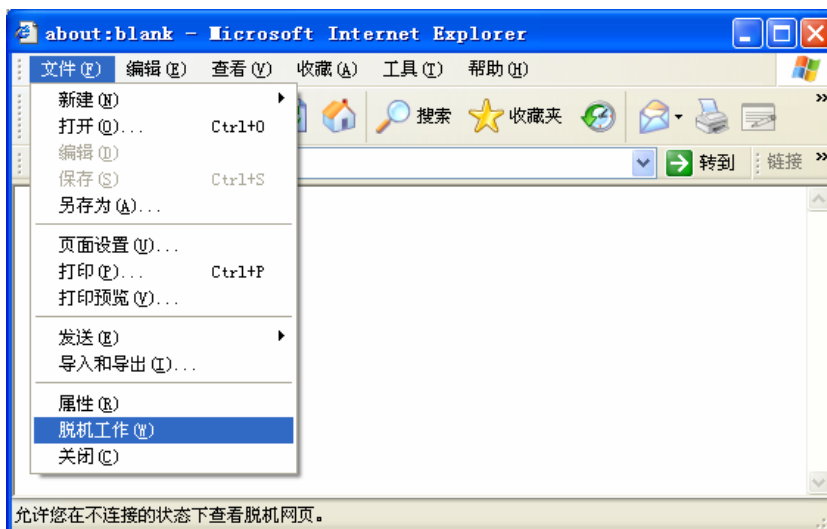 about:blank - Microsoft Internet Explorer
文件(F) 编辑(E) 查看(V) 收藏(A) 工具(T) 帮助(H)
新建(N)
打开(O)... Ctrl+O
编辑(D)
保存(S) Ctrl+S
另存为(A)...
页面设置(U)...
打印(P)... Ctrl+P
打印预览(V)...
发送(E)
导入和导出(I)...
属性(R)
脱机工作(W)
关闭(C)
搜索 收藏夹
转到 链接
允许您在不连接的状态下查看脱机网页。